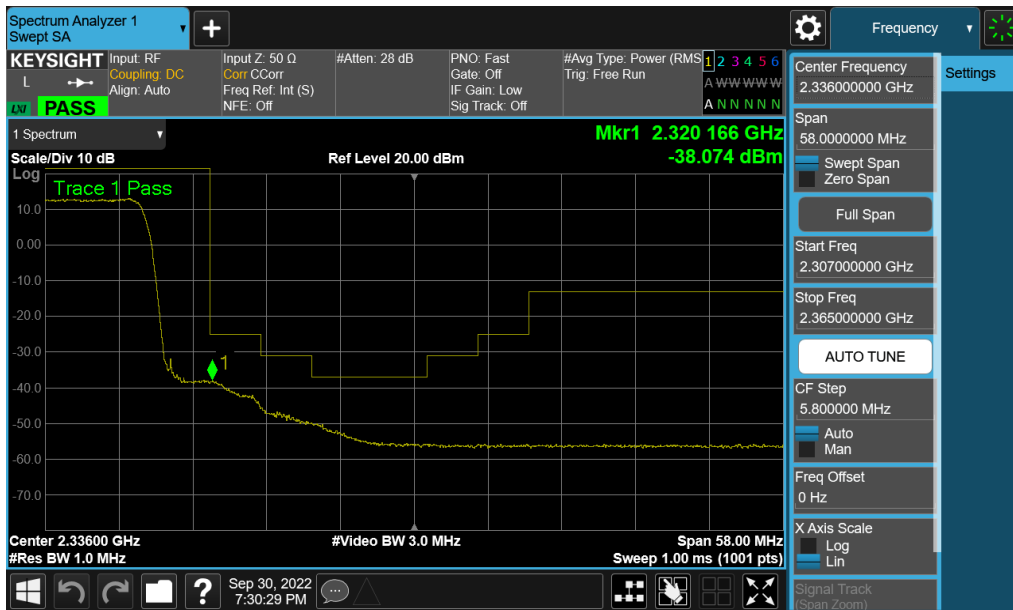 Spectrum Analyzer 1
Swept SA
+
Frequency
KEYSIGHT
L
LXI PASS
Input: RF
Coupling: DC
Align: Auto
Input Z: 50 Ω
Corr CCorr
Freq Ref: Int (S)
NFE: Off
#Atten: 28 dB
PNO: Fast
Gate: Off
IF Gain: Low
Sig Track: Off
#Avg Type: Power (RMS
Trig: Free Run
1 2 3 4 5 6
A W W W W W
A N N N N N
1 Spectrum
Scale/Div 10 dB
Log
Ref Level 20.00 dBm
Mkr1 2.320 166 GHz
-38.074 dBm
Trace 1 Pass
10.0
0.00
-10.0
-20.0
-30.0
-40.0
-50.0
-60.0
-70.0
1
Center 2.33600 GHz
#Res BW 1.0 MHz
#Video BW 3.0 MHz
Span 58.00 MHz
Sweep 1.00 ms (1001 pts)
?
Sep 30, 2022
7:30:29 PM
Center Frequency
2.336000000 GHz
Span
58.0000000 MHz
Swept Span
Zero Span
Full Span
Start Freq
2.307000000 GHz
Stop Freq
2.365000000 GHz
AUTO TUNE
CF Step
5.800000 MHz
Auto
Man
Freq Offset
0 Hz
X Axis Scale
Log
Lin
Signal Track
(Span Zoom)
Settings